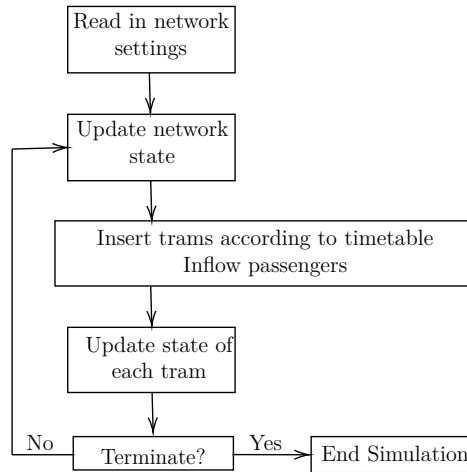 Read in network
settings
Update network
state
Insert trams according to timetable
Inflow passengers
Update state of
each tram
No
Terminate?
Yes
End Simulation